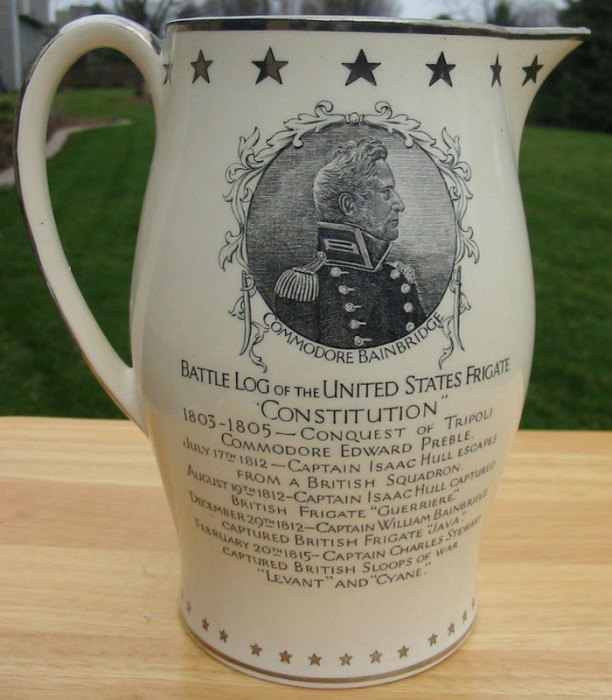 COMMODORE BAINBRIDGE
BATTLE LOG OF THE UNITED STATES FRIGATE
"CONSTITUTION"
1803-1805—CONQUEST OF TRIPOLI
COMMODORE EDWARD PREBLE.
JULY 17TH 1812—CAPTAIN ISAAC HULL ESCAPES
FROM A BRITISH SQUADRON.
AUGUST 19TH 1812—CAPTAIN ISAAC HULL CAPTURED
BRITISH FRIGATE "GUERRIERE."
DECEMBER 29TH 1812—CAPTAIN WILLIAM BAINBRIDGE
CAPTURED BRITISH FRIGATE "JAVA."
FEBRUARY 20TH 1815—CAPTAIN CHARLES STEWART
CAPTURED BRITISH SLOOPS OF WAR
"LEVANT" AND "CYANE."